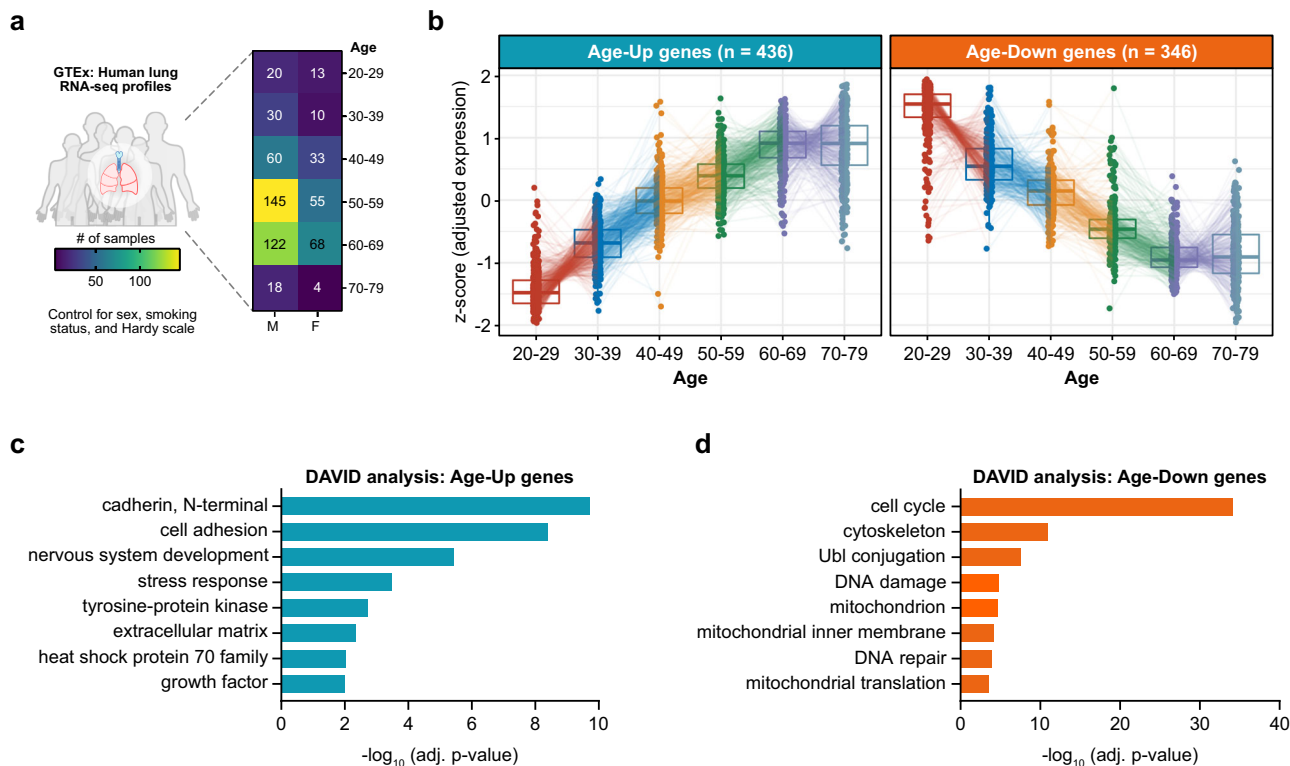 a
GTEx: Human lung
RNA-seq profiles
# of samples
50 100
Control for sex, smoking
status, and Hardy scale
Age
20 13 20-29
30 10 30-39
60 33 40-49
145 55 50-59
122 68 60-69
18 4 70-79
M F
b
Age-Up genes (n = 436) Age-Down genes (n = 346)
z-score (adjusted expression)
2
1
0
-1
-2
20-29 30-39 40-49 50-59 60-69 70-79 20-29 30-39 40-49 50-59 60-69 70-79
Age Age
c
DAVID analysis: Age-Up genes
cadherin, N-terminal
cell adhesion
nervous system development
stress response
tyrosine-protein kinase
extracellular matrix
heat shock protein 70 family
growth factor
0 2 4 6 8 10
-log10 (adj. p-value)
d
DAVID analysis: Age-Down genes
cell cycle
cytoskeleton
Ubl conjugation
DNA damage
mitochondrion
mitochondrial inner membrane
DNA repair
mitochondrial translation
0 10 20 30 40
-log10 (adj. p-value)